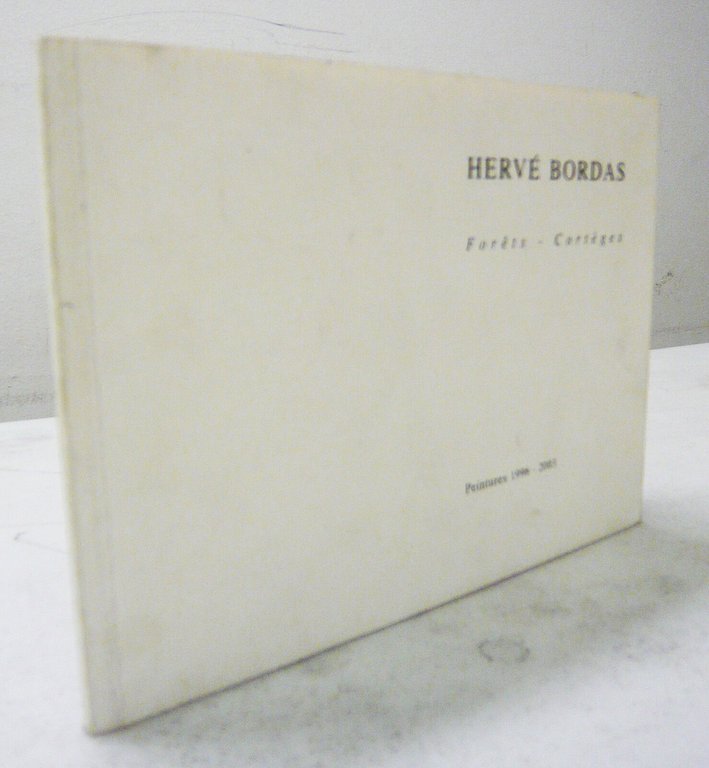 HERVÉ BORDAS
Forêts - Cortèges
Peintures 1996 - 2003